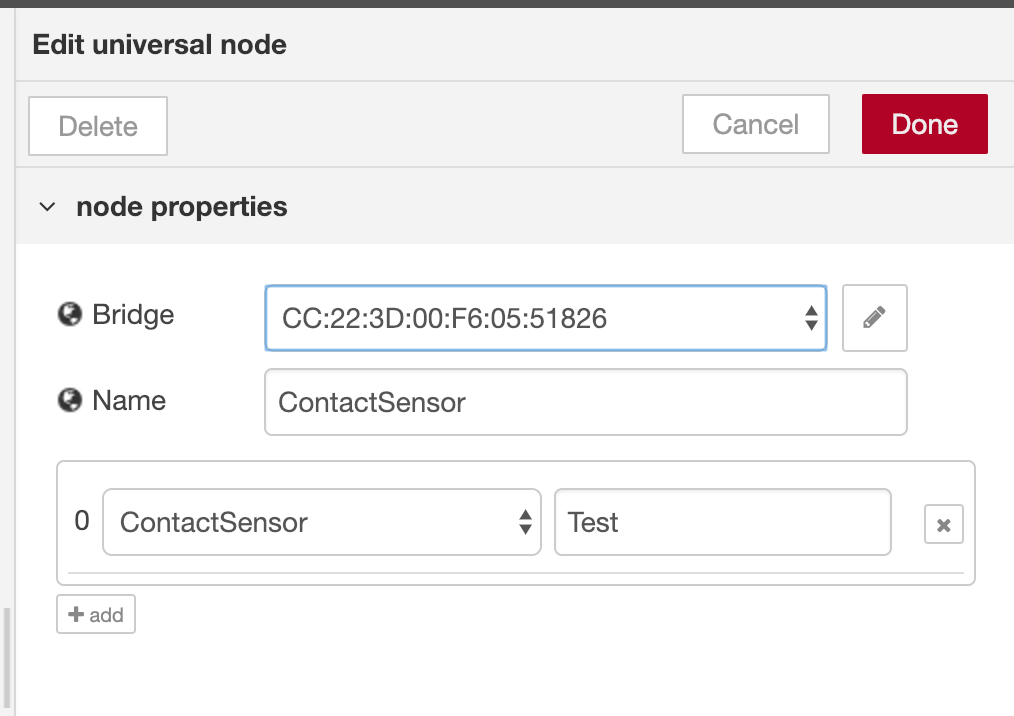 Edit universal node
Delete
Cancel
Done
node properties
Bridge
CC:22:3D:00:F6:05:51826
Name
ContactSensor
0
ContactSensor
Test
add